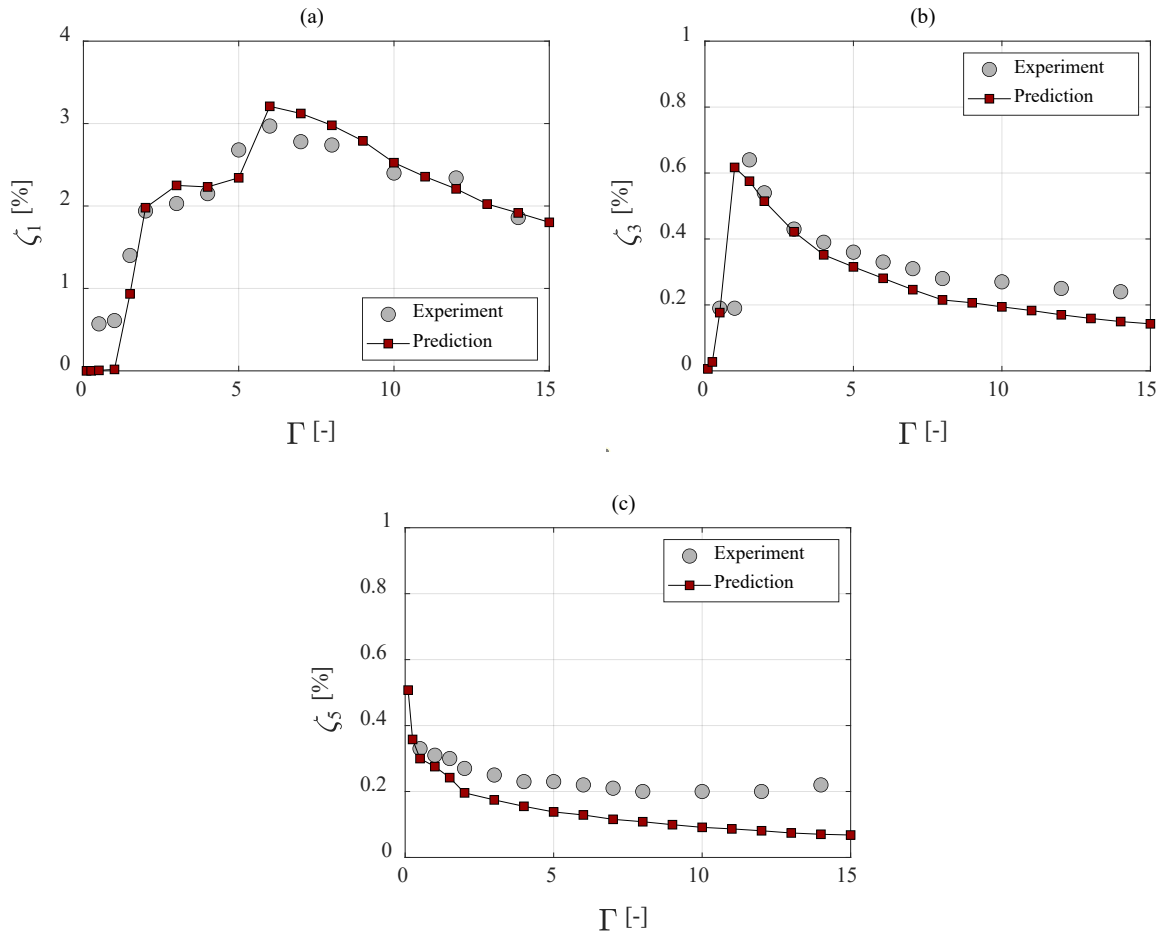 (a)
4
3
2
1
0
ζ1 [%]
Experiment
Prediction
0 5 10 15
Γ [-]
(b)
1
0.8
0.6
0.4
0.2
0
ζ3 [%]
Experiment
Prediction
0 5 10 15
Γ [-]
(c)
1
0.8
0.6
0.4
0.2
0
ζ5 [%]
Experiment
Prediction
0 5 10 15
Γ [-]